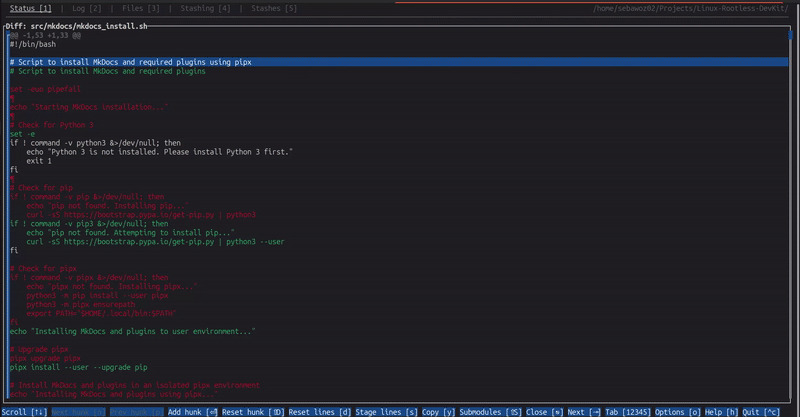 Status [1]  |  Log [2]  |  Files [3]  |  Stashing [4]  |  Stashes [5]
/home/sebawoz02/Projects/Linux-Rootless-DevKit/
Diff: src/mkdocs/mkdocs_install.sh
@@ -1,53 +1,33 @@
#!/bin/bash
# Script to install MkDocs and required plugins using pipx
# Script to install MkDocs and required plugins
set -euo pipefail
¶
echo "Starting MkDocs installation..."
¶
# Check for Python 3
set -e
if ! command -v python3 &>/dev/null; then
echo "Python 3 is not installed. Please install Python 3 first."
exit 1
fi
¶
# Check for pip
if ! command -v pip &>/dev/null; then
echo "pip not found. Installing pip..."
curl -sS https://bootstrap.pypa.io/get-pip.py | python3
if ! command -v pip3 &>/dev/null; then
echo "pip not found. Attempting to install pip..."
curl -sS https://bootstrap.pypa.io/get-pip.py | python3 --user
fi
# Check for pipx
if ! command -v pipx &>/dev/null; then
echo "pipx not found. Installing pipx..."
python3 -m pip install --user pipx
python3 -m pipx ensurepath
export PATH="$HOME/.local/bin:$PATH"
fi
echo "Installing MkDocs and plugins to user environment..."
# Upgrade pipx
pipx upgrade pipx
pipx install --user --upgrade pip
# Install MkDocs and plugins in an isolated pipx environment
echo "Installing MkDocs and plugins using pipx..."
Scroll [↑↓] Next hunk [n] Prev hunk [p] Add hunk [⏎] Reset hunk [⇧D] Reset lines [d] Stage lines [s] Copy [y] Submodules [⇧S] Close [⎋] Next [→] Tab [12345] Options [o] Help [h] Quit [^c]